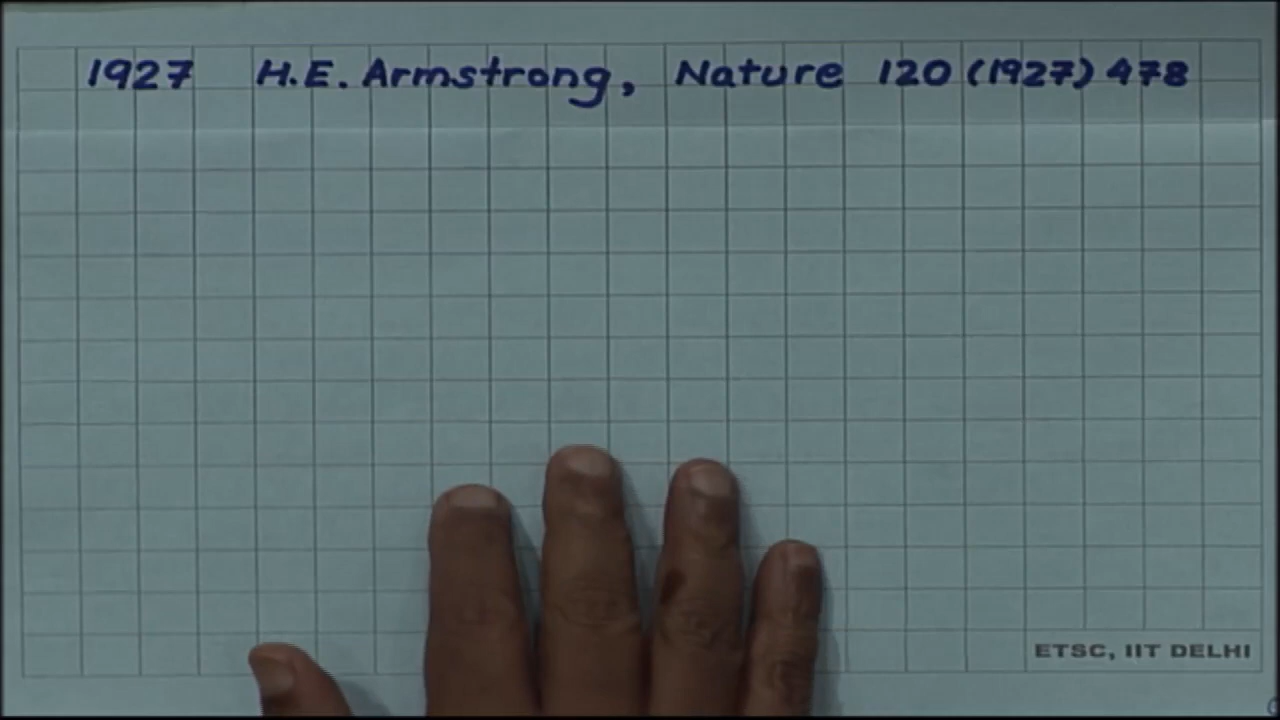 1927 H.E. Armstrong, Nature 120 (1927) 478
ETSC, IIT DELHI